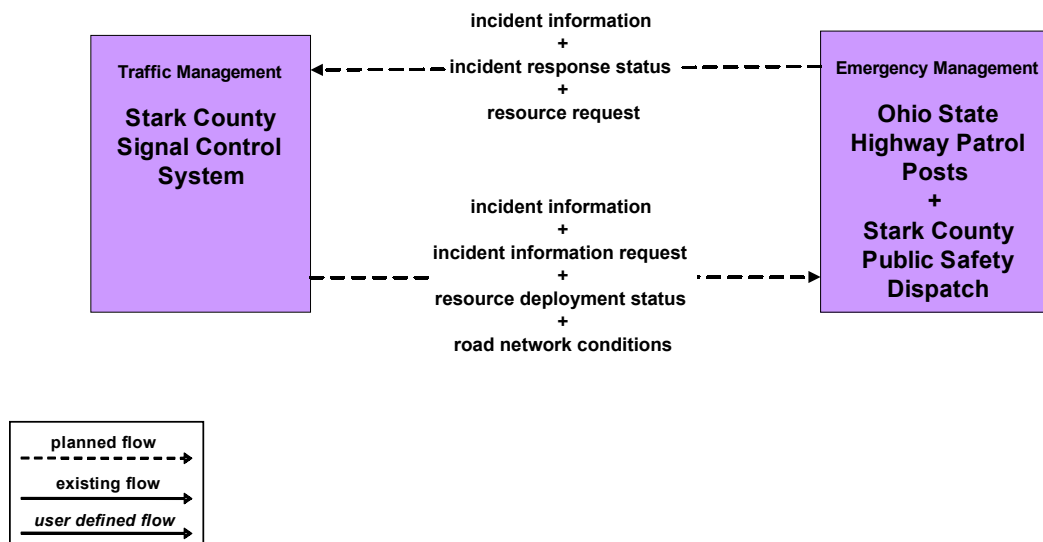 Traffic Management
Stark County
Signal Control
System
incident information
+
incident response status
+
resource request
incident information
+
incident information request
+
resource deployment status
+
road network conditions
Emergency Management
Ohio State
Highway Patrol
Posts
+
Stark County
Public Safety
Dispatch
planned flow
existing flow
user defined flow